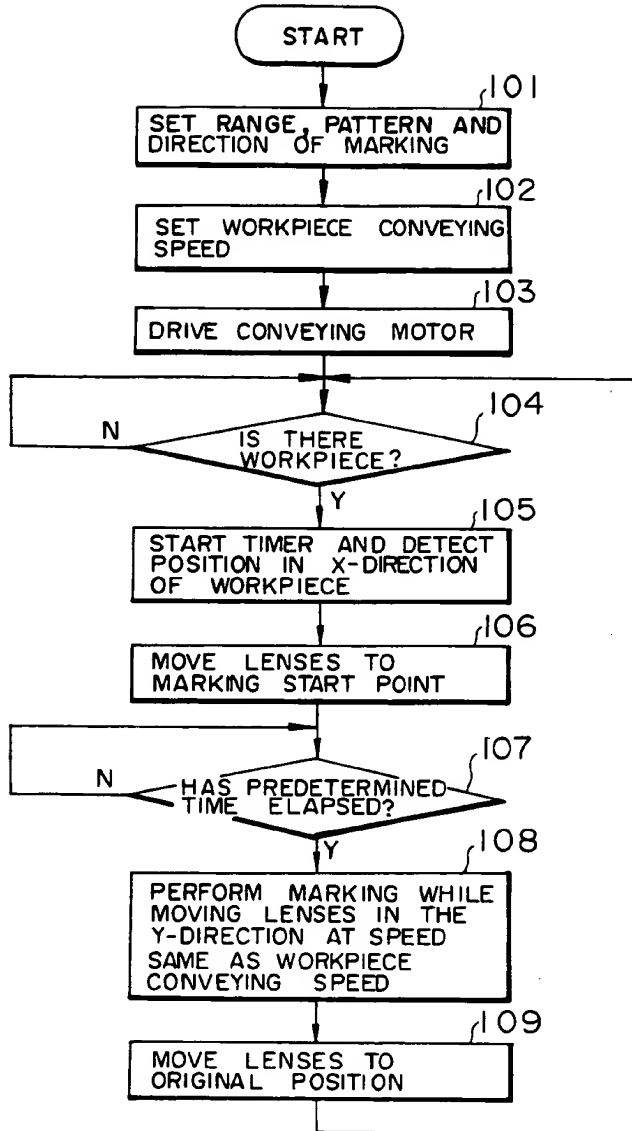 START
101
SET RANGE, PATTERN AND
DIRECTION OF MARKING
102
SET WORKPIECE CONVEYING
SPEED
103
DRIVE CONVEYING MOTOR
104
N
IS THERE
WORKPIECE?
Y
105
START TIMER AND DETECT
POSITION IN X-DIRECTION
OF WORKPIECE
106
MOVE LENSES TO
MARKING START POINT
107
N
HAS PREDETERMINED
TIME ELAPSED?
Y
108
PERFORM MARKING WHILE
MOVING LENSES IN THE
Y-DIRECTION AT SPEED
SAME AS WORKPIECE
CONVEYING SPEED
109
MOVE LENSES TO
ORIGINAL POSITION